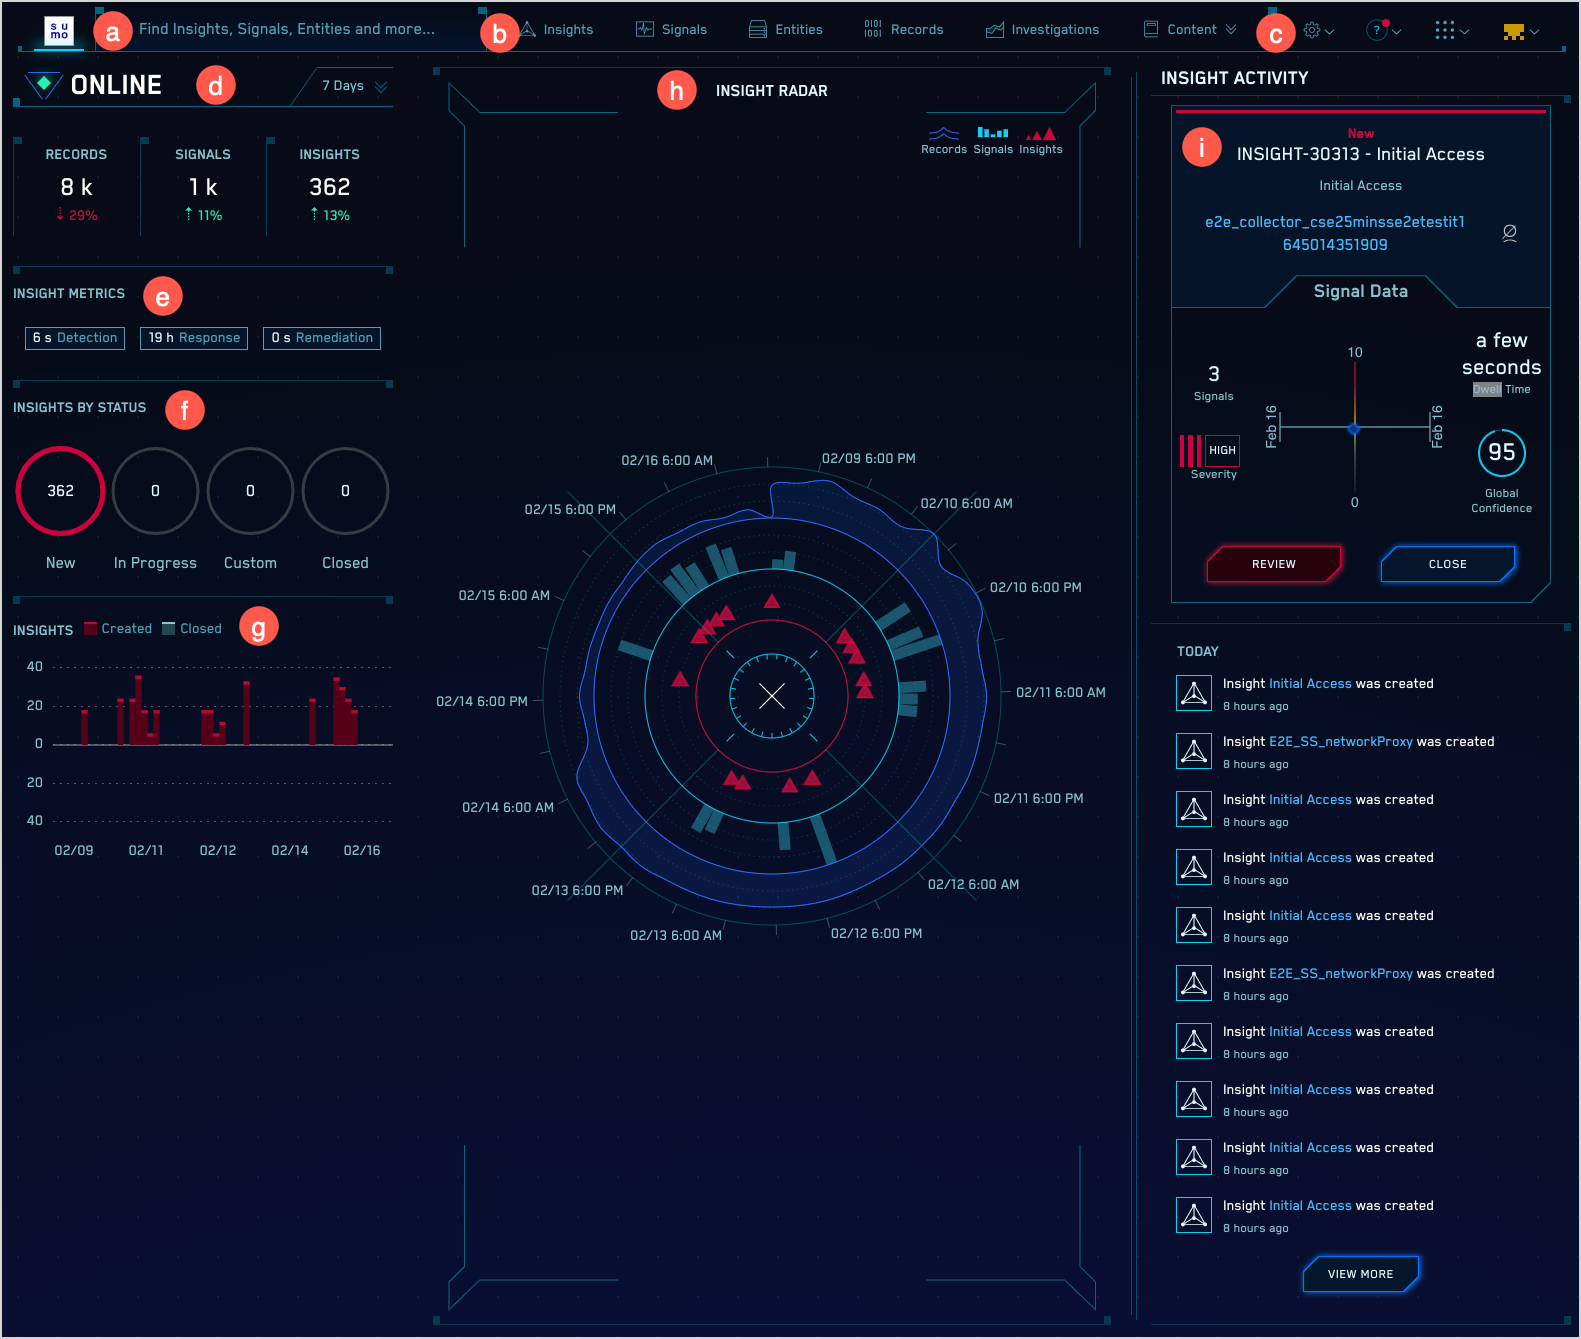 su
mo
a
Find Insights, Signals, Entities and more...
b
Insights
Signals
Entities
0101
1001
Records
Investigations
Content
c
?
ONLINE
d
7 Days
RECORDS
8 k
29%
SIGNALS
1 k
11%
INSIGHTS
362
13%
INSIGHT METRICS
e
6 s Detection
19 h Response
0 s Remediation
INSIGHTS BY STATUS
f
362
0
0
0
New
In Progress
Custom
Closed
INSIGHTS
Created
Closed
g
40
20
0
20
40
02/09
02/11
02/12
02/14
02/16
h
INSIGHT RADAR
Records
Signals
Insights
02/16 6:00 AM
02/09 6:00 PM
02/15 6:00 PM
02/10 6:00 AM
02/15 6:00 AM
02/10 6:00 PM
02/14 6:00 PM
02/11 6:00 AM
02/14 6:00 AM
02/11 6:00 PM
02/13 6:00 PM
02/12 6:00 AM
02/13 6:00 AM
02/12 6:00 PM
INSIGHT ACTIVITY
i
New
INSIGHT-30313 - Initial Access
Initial Access
e2e_collector_cse25minsse2etestit1
645014351909
Signal Data
3
Signals
HIGH
Severity
10
Feb 16
Feb 16
0
a few
seconds
Dwell Time
95
Global
Confidence
REVIEW
CLOSE
TODAY
Insight Initial Access was created
8 hours ago
Insight E2E_SS_networkProxy was created
8 hours ago
Insight Initial Access was created
8 hours ago
Insight Initial Access was created
8 hours ago
Insight Initial Access was created
8 hours ago
Insight E2E_SS_networkProxy was created
8 hours ago
Insight Initial Access was created
8 hours ago
Insight Initial Access was created
8 hours ago
Insight Initial Access was created
8 hours ago
Insight Initial Access was created
8 hours ago
VIEW MORE